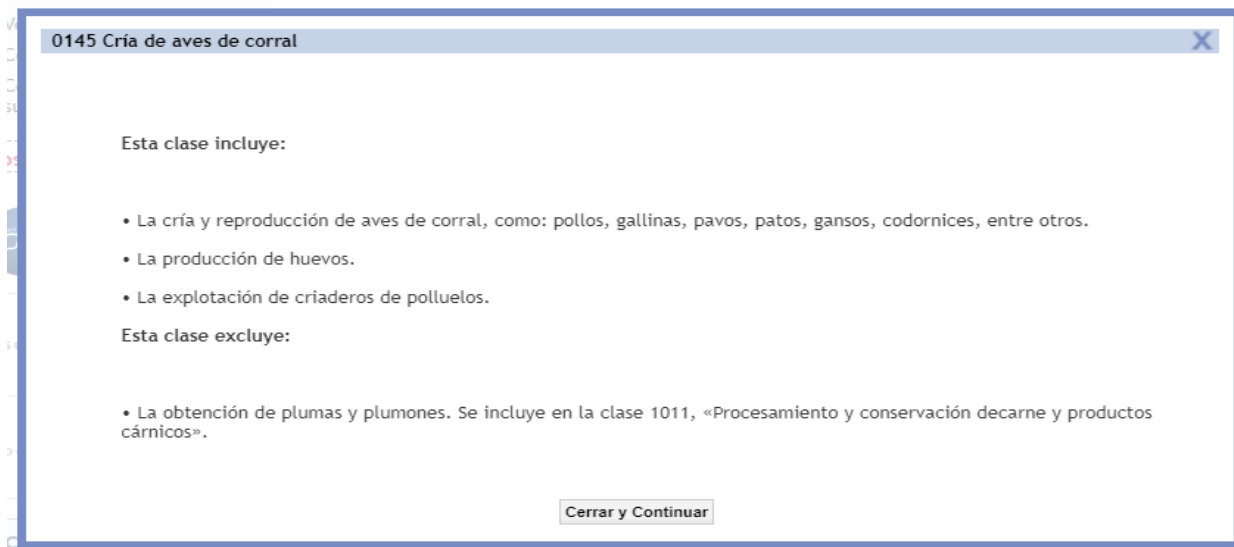 0145 Cría de aves de corral
X
Esta clase incluye:
• La cría y reproducción de aves de corral, como: pollos, gallinas, pavos, patos, gansos, codornices, entre otros.
• La producción de huevos.
• La explotación de criaderos de polluelos.
Esta clase excluye:
• La obtención de plumas y plumones. Se incluye en la clase 1011, «Procesamiento y conservación decarne y productos
cárnicos».
Cerrar y Continuar